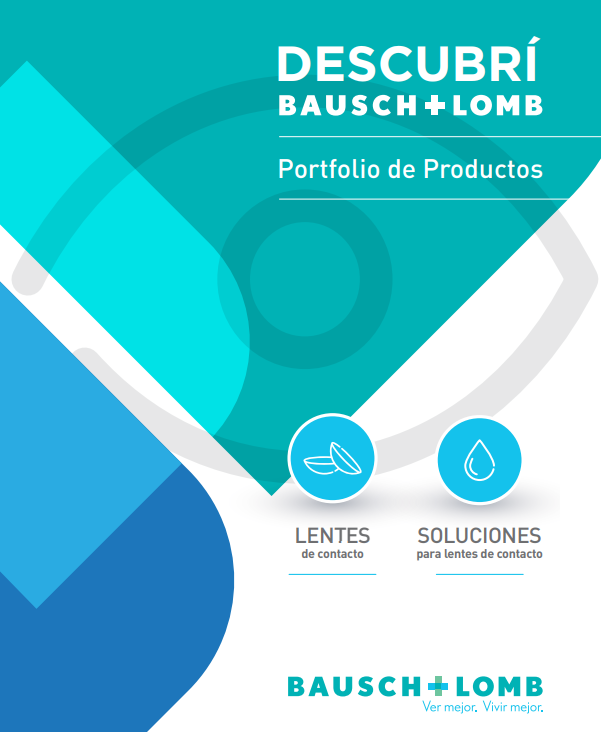 DESCUBRÍ
BAUSCH+LOMB
Portfolio de Productos
LENTES
de contacto
SOLUCIONES
para lentes de contacto
BAUSCH+LOMB
Ver mejor. Vivir mejor.